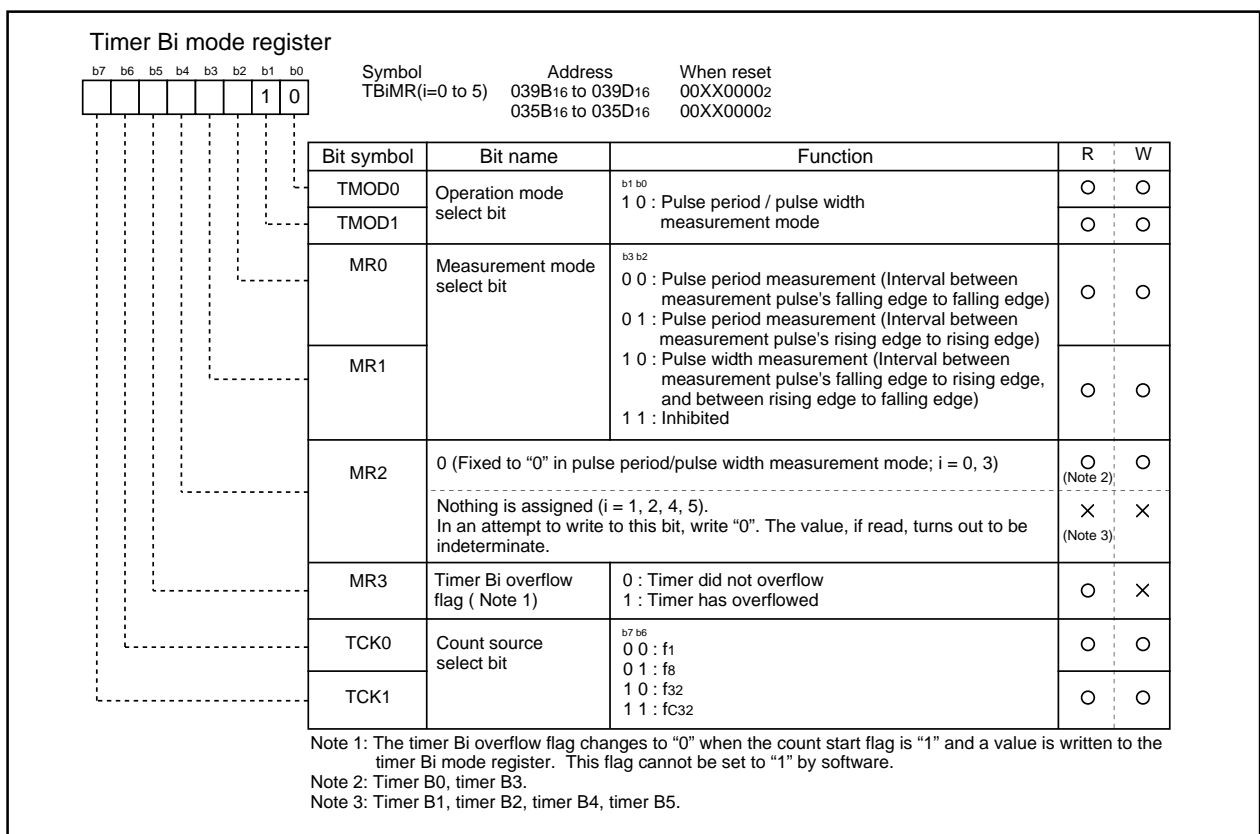 Timer Bi mode register
b7 b6 b5 b4 b3 b2 b1 b0
1 0
Symbol Address When reset
TBiMR(i=0 to 5) 039B16 to 039D16 00XX00002
035B16 to 035D16 00XX00002
Bit symbol Bit name Function R W
TMOD0
TMOD1
Operation mode
select bit
b1 b0
1 0 : Pulse period / pulse width
measurement mode
MR0
MR1
Measurement mode
select bit
b3 b2
0 0 : Pulse period measurement (Interval between
measurement pulse's falling edge to falling edge)
0 1 : Pulse period measurement (Interval between
measurement pulse's rising edge to rising edge)
1 0 : Pulse width measurement (Interval between
measurement pulse's falling edge to rising edge,
and between rising edge to falling edge)
1 1 : Inhibited
MR2
0 (Fixed to “0” in pulse period/pulse width measurement mode; i = 0, 3)
(Note 2)
Nothing is assigned (i = 1, 2, 4, 5).
In an attempt to write to this bit, write “0”. The value, if read, turns out to be
indeterminate.
(Note 3)
MR3
Timer Bi overflow
flag ( Note 1)
0 : Timer did not overflow
1 : Timer has overflowed
TCK0
TCK1
Count source
select bit
b7 b6
0 0 : f1
0 1 : f8
1 0 : f32
1 1 : fC32
Note 1: The timer Bi overflow flag changes to “0” when the count start flag is “1” and a value is written to the
timer Bi mode register. This flag cannot be set to “1” by software.
Note 2: Timer B0, timer B3.
Note 3: Timer B1, timer B2, timer B4, timer B5.